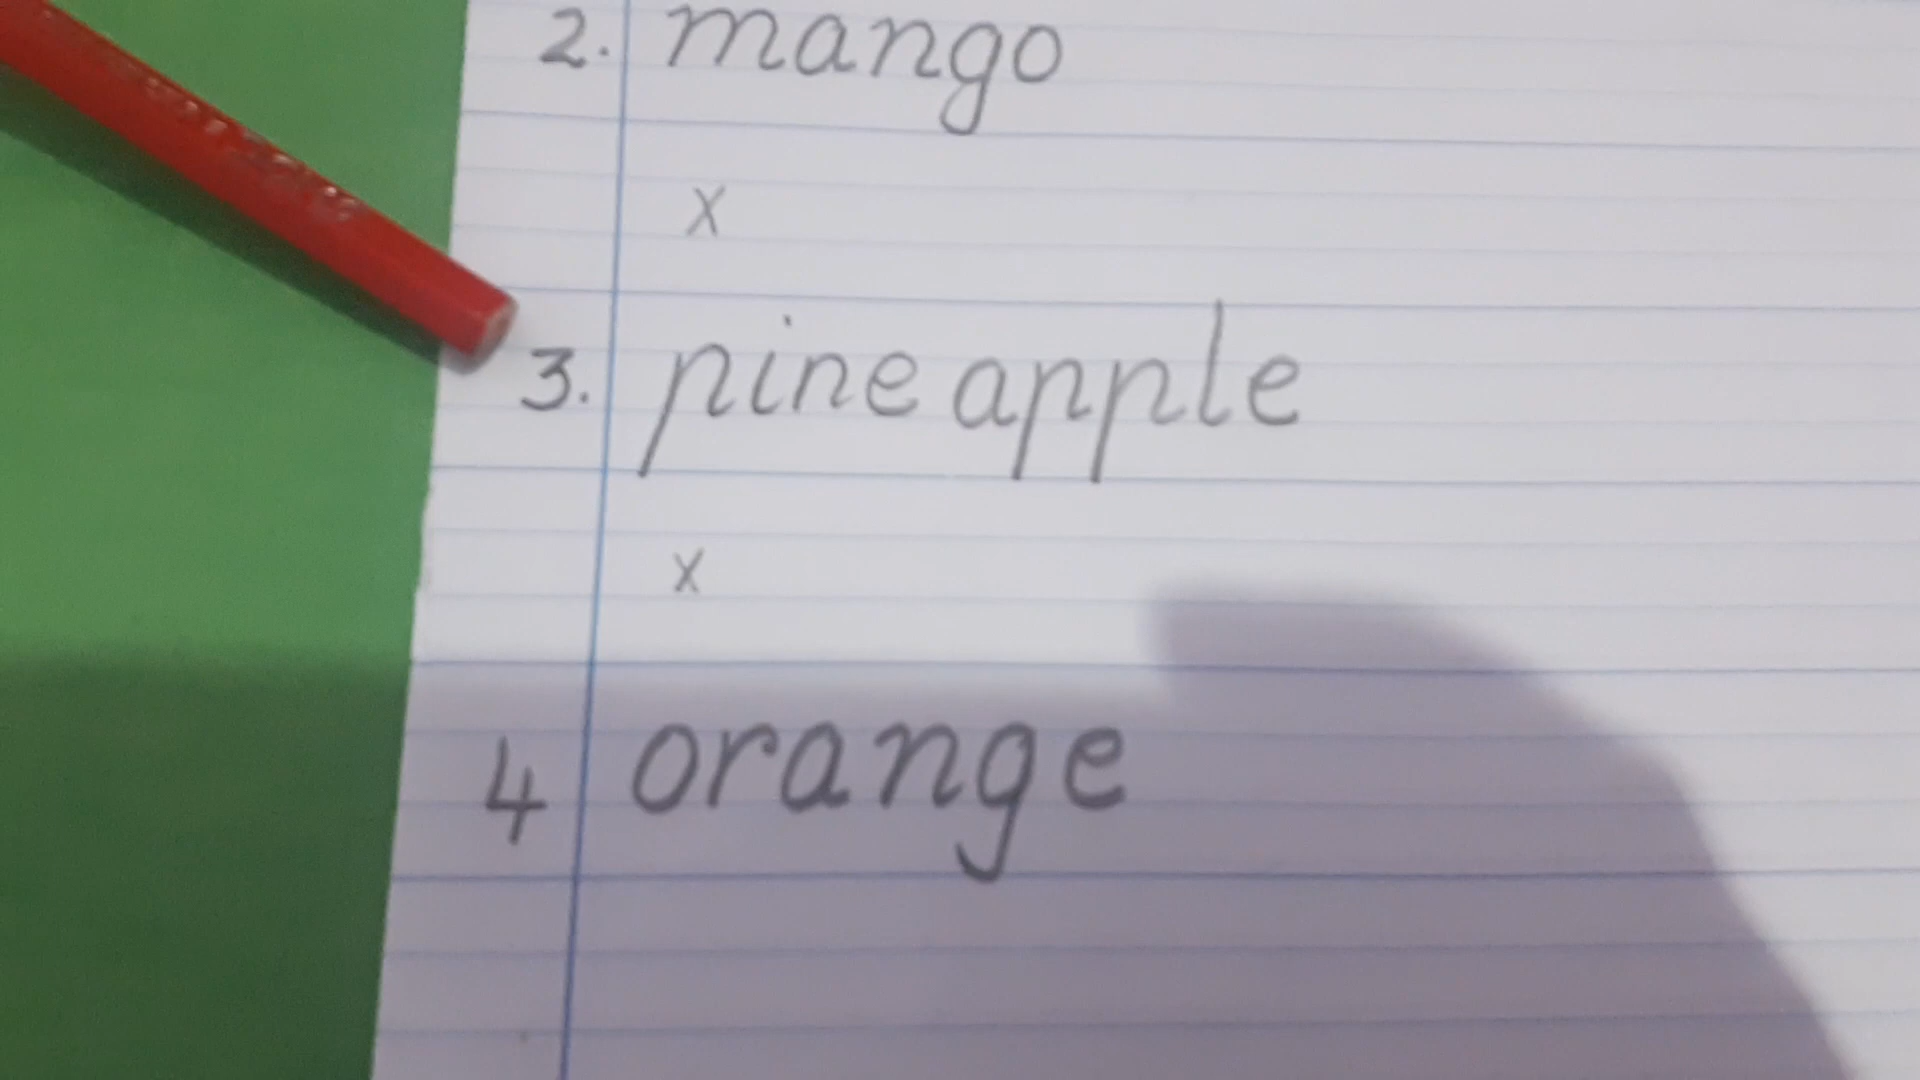 2. mango
x
3. pine apple
x
4 orange